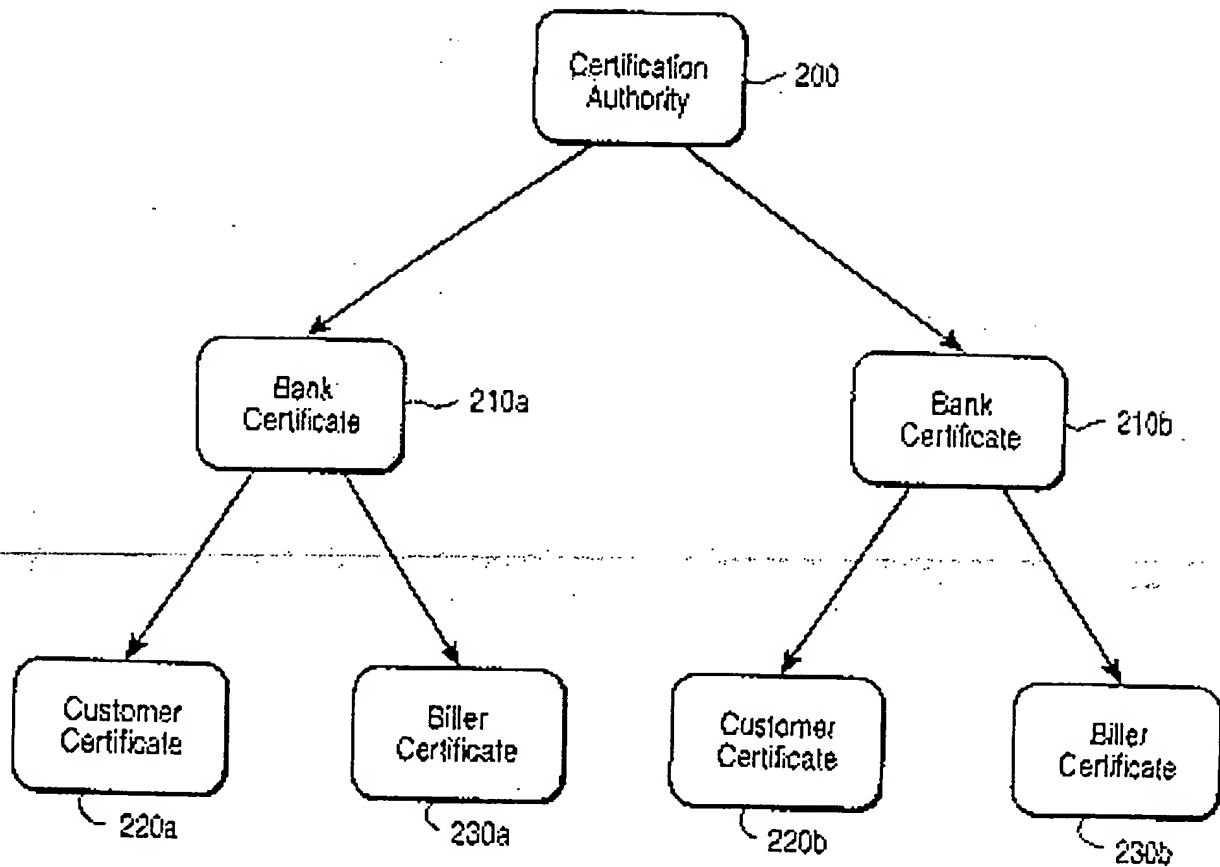 Certification
Authority
200
Bank
Certificate
210a
Bank
Certificate
210b
Customer
Certificate
220a
Biller
Certificate
230a
Customer
Certificate
220b
Biller
Certificate
230b